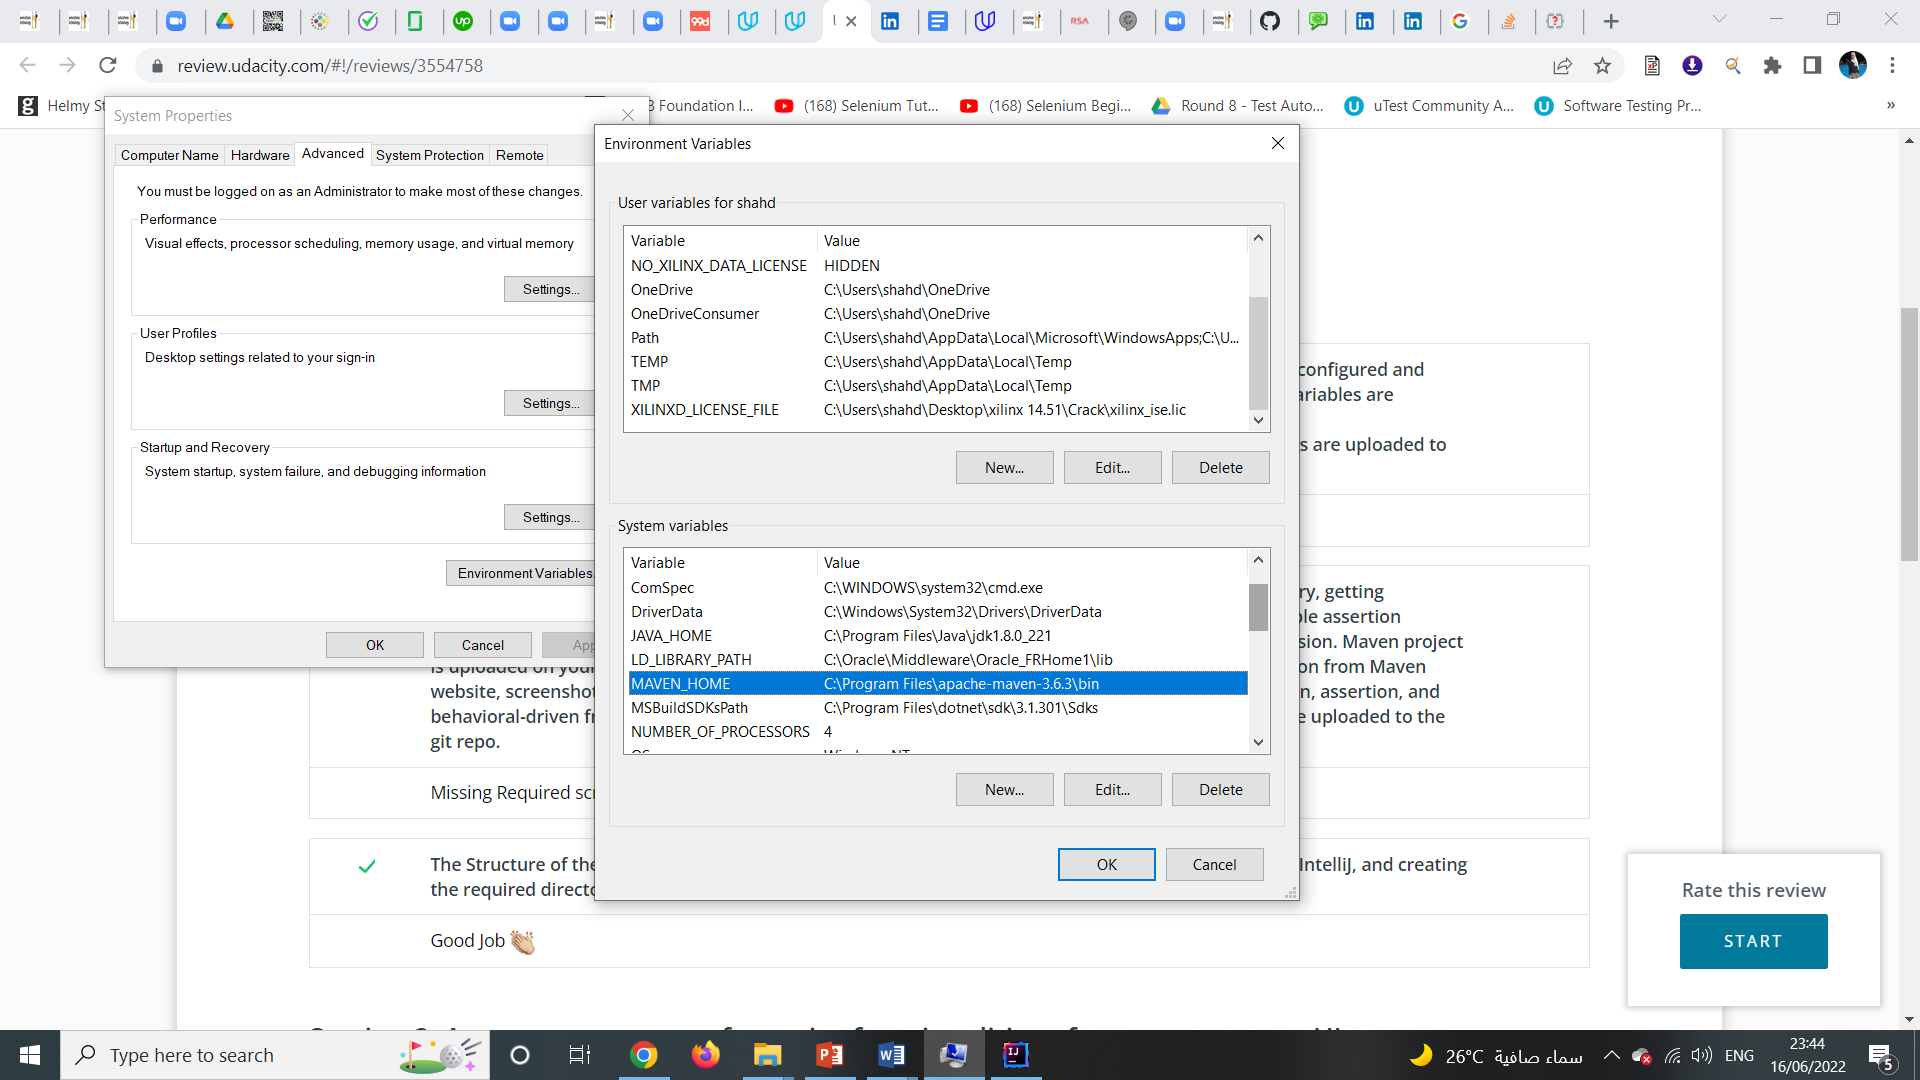 review.udacity.com/#!/reviews/3554758
Helmy St
3 Foundation I...
(168) Selenium Tut...
(168) Selenium Begi...
Round 8 - Test Auto...
uTest Community A...
Software Testing Pr...
System Properties
Computer Name
Hardware
Advanced
System Protection
Remote
You must be logged on as an Administrator to make most of these changes.
Performance
Visual effects, processor scheduling, memory usage, and virtual memory
Settings...
User Profiles
Desktop settings related to your sign-in
Settings...
Startup and Recovery
System startup, system failure, and debugging information
Settings...
Environment Variables.
OK
Cancel
App
Environment Variables
User variables for shahd
Variable Value
NO_XILINX_DATA_LICENSE HIDDEN
OneDrive C:\Users\shahd\OneDrive
OneDriveConsumer C:\Users\shahd\OneDrive
Path C:\Users\shahd\AppData\Local\Microsoft\WindowsApps;C:\U...
TEMP C:\Users\shahd\AppData\Local\Temp
TMP C:\Users\shahd\AppData\Local\Temp
XILINXD_LICENSE_FILE C:\Users\shahd\Desktop\xilinx 14.51\Crack\xilinx_ise.lic
New... Edit... Delete
System variables
Variable Value
ComSpec C:\WINDOWS\system32\cmd.exe
DriverData C:\Windows\System32\Drivers\DriverData
JAVA_HOME C:\Program Files\Java\jdk1.8.0_221
LD_LIBRARY_PATH C:\Oracle\Middleware\Oracle_FRHome1\lib
MAVEN_HOME C:\Program Files\apache-maven-3.6.3\bin
MSBuildSDKsPath C:\Program Files\dotnet\sdk\3.1.301\Sdks
NUMBER_OF_PROCESSORS 4
New... Edit... Delete
OK Cancel
configured and
ariables are
s are uploaded to
ry, getting
ble assertion
sion. Maven project
is uploaded on your on from Maven
website, screenshot n, assertion, and
behavioral-driven fr e uploaded to the
git repo.
Missing Required scr
The Structure of the IntelliJ, and creating
the required directo
Good Job
Rate this review
START
Type here to search
26°C سماء صافية
ENG
23:44
16/06/2022
5